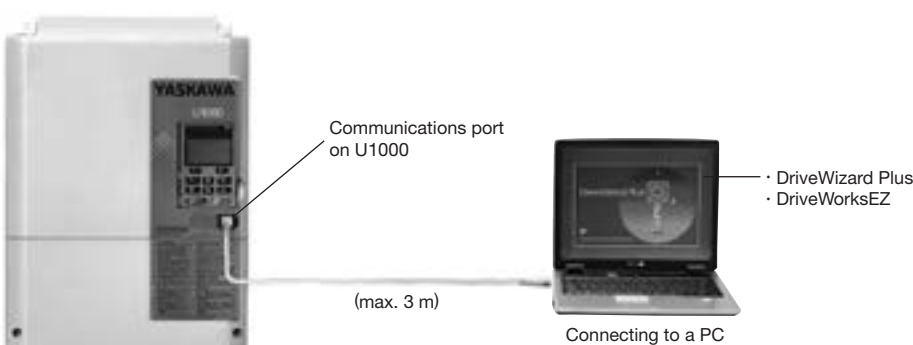 YASKAWA
U1000
Communications port
on U1000
· DriveWizard Plus
· DriveWorksEZ
(max. 3 m)
Connecting to a PC